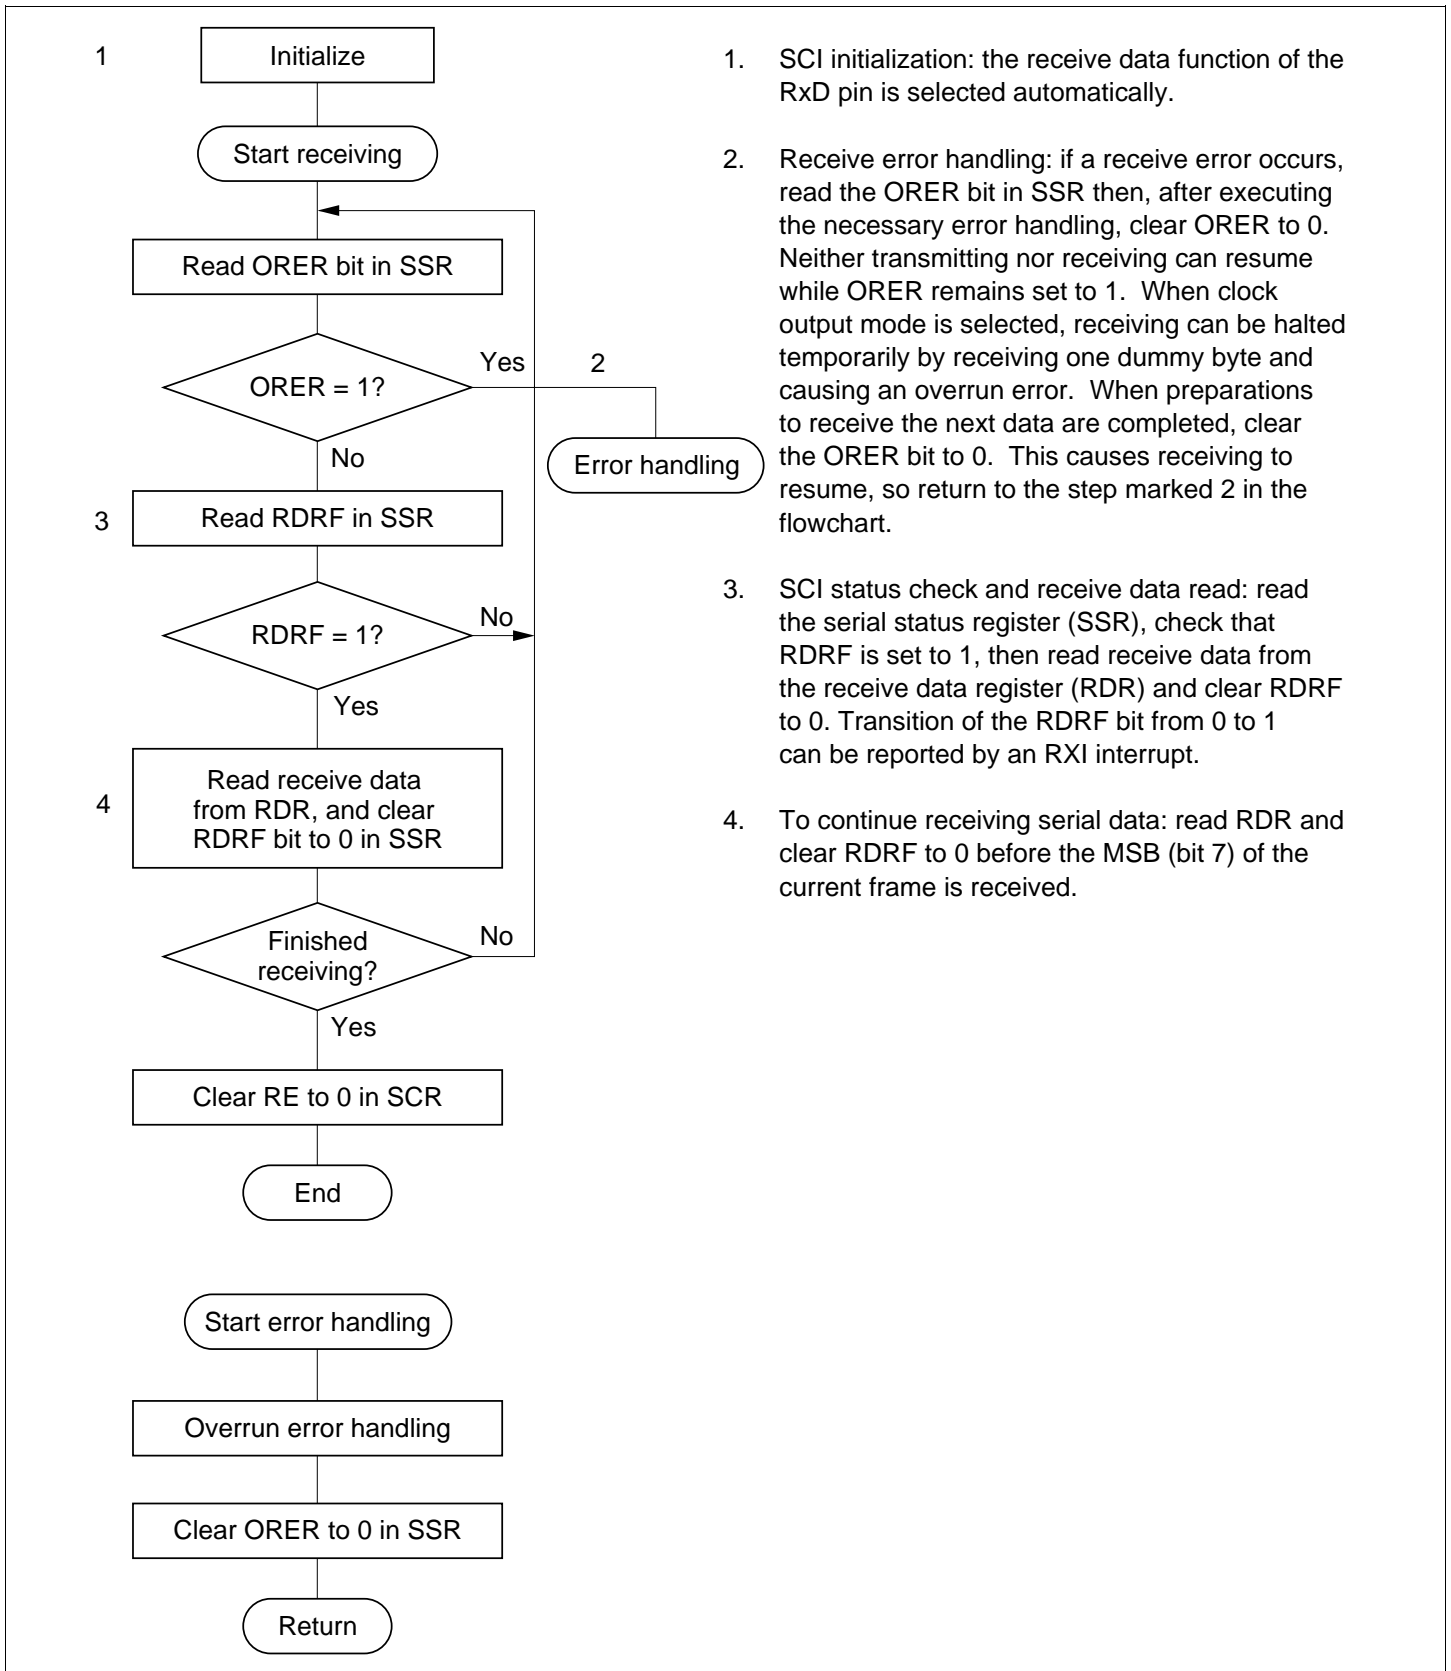 1
Initialize
Start receiving
Read ORER bit in SSR
ORER = 1?
Yes
2
No
Error handling
3
Read RDRF in SSR
RDRF = 1?
No
Yes
4
Read receive data
from RDR, and clear
RDRF bit to 0 in SSR
Finished
receiving?
No
Yes
Clear RE to 0 in SCR
End
Start error handling
Overrun error handling
Clear ORER to 0 in SSR
Return
1. SCI initialization: the receive data function of the
RxD pin is selected automatically.
2. Receive error handling: if a receive error occurs,
read the ORER bit in SSR then, after executing
the necessary error handling, clear ORER to 0.
Neither transmitting nor receiving can resume
while ORER remains set to 1. When clock
output mode is selected, receiving can be halted
temporarily by receiving one dummy byte and
causing an overrun error. When preparations
to receive the next data are completed, clear
the ORER bit to 0. This causes receiving to
resume, so return to the step marked 2 in the
flowchart.
3. SCI status check and receive data read: read
the serial status register (SSR), check that
RDRF is set to 1, then read receive data from
the receive data register (RDR) and clear RDRF
to 0. Transition of the RDRF bit from 0 to 1
can be reported by an RXI interrupt.
4. To continue receiving serial data: read RDR and
clear RDRF to 0 before the MSB (bit 7) of the
current frame is received.